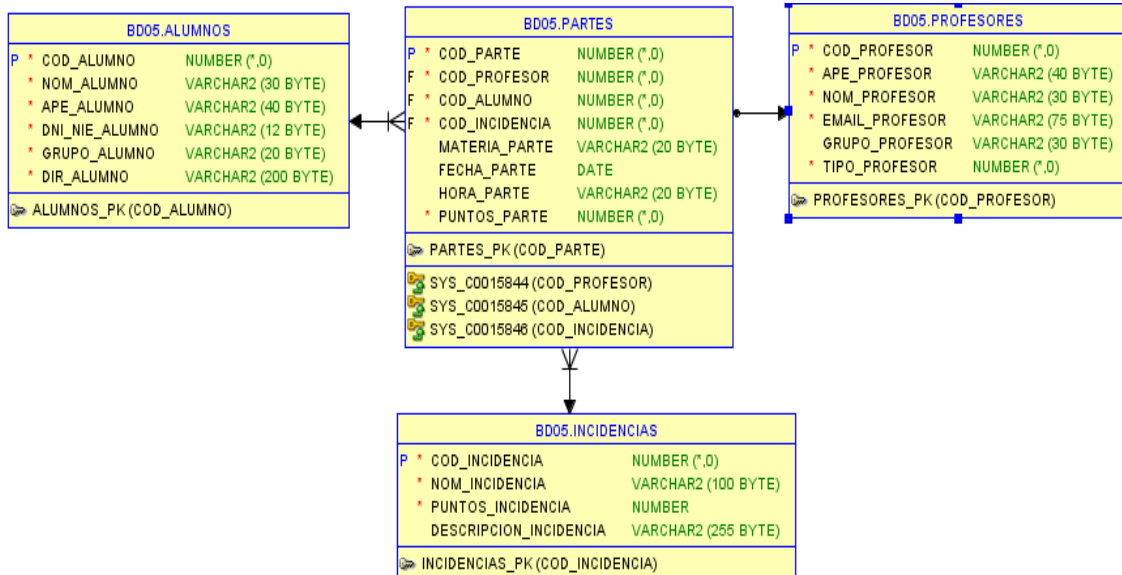 BD05.ALUMNOS
P * COD_ALUMNO NUMBER (*,0)
* NOM_ALUMNO VARCHAR2 (30 BYTE)
* APE_ALUMNO VARCHAR2 (40 BYTE)
* DNI_NIE_ALUMNO VARCHAR2 (12 BYTE)
* GRUPO_ALUMNO VARCHAR2 (20 BYTE)
* DIR_ALUMNO VARCHAR2 (200 BYTE)
ALUMNOS_PK (COD_ALUMNO)
BD05.PARTES
P * COD_PARTE NUMBER (*,0)
F * COD_PROFESOR NUMBER (*,0)
F * COD_ALUMNO NUMBER (*,0)
F * COD_INCIDENCIA NUMBER (*,0)
MATERIA_PARTE VARCHAR2 (20 BYTE)
FECHA_PARTE DATE
HORA_PARTE VARCHAR2 (20 BYTE)
* PUNTOS_PARTE NUMBER (*,0)
PARTES_PK (COD_PARTE)
SYS_C0015844 (COD_PROFESOR)
SYS_C0015845 (COD_ALUMNO)
SYS_C0015846 (COD_INCIDENCIA)
BD05.PROFESORES
P * COD_PROFESOR NUMBER (*,0)
* APE_PROFESOR VARCHAR2 (40 BYTE)
* NOM_PROFESOR VARCHAR2 (30 BYTE)
* EMAIL_PROFESOR VARCHAR2 (75 BYTE)
GRUPO_PROFESOR VARCHAR2 (30 BYTE)
* TIPO_PROFESOR NUMBER (*,0)
PROFESORES_PK (COD_PROFESOR)
BD05.INCIDENCIAS
P * COD_INCIDENCIA NUMBER (*,0)
* NOM_INCIDENCIA VARCHAR2 (100 BYTE)
* PUNTOS_INCIDENCIA NUMBER
DESCRIPCION_INCIDENCIA VARCHAR2 (255 BYTE)
INCIDENCIAS_PK (COD_INCIDENCIA)